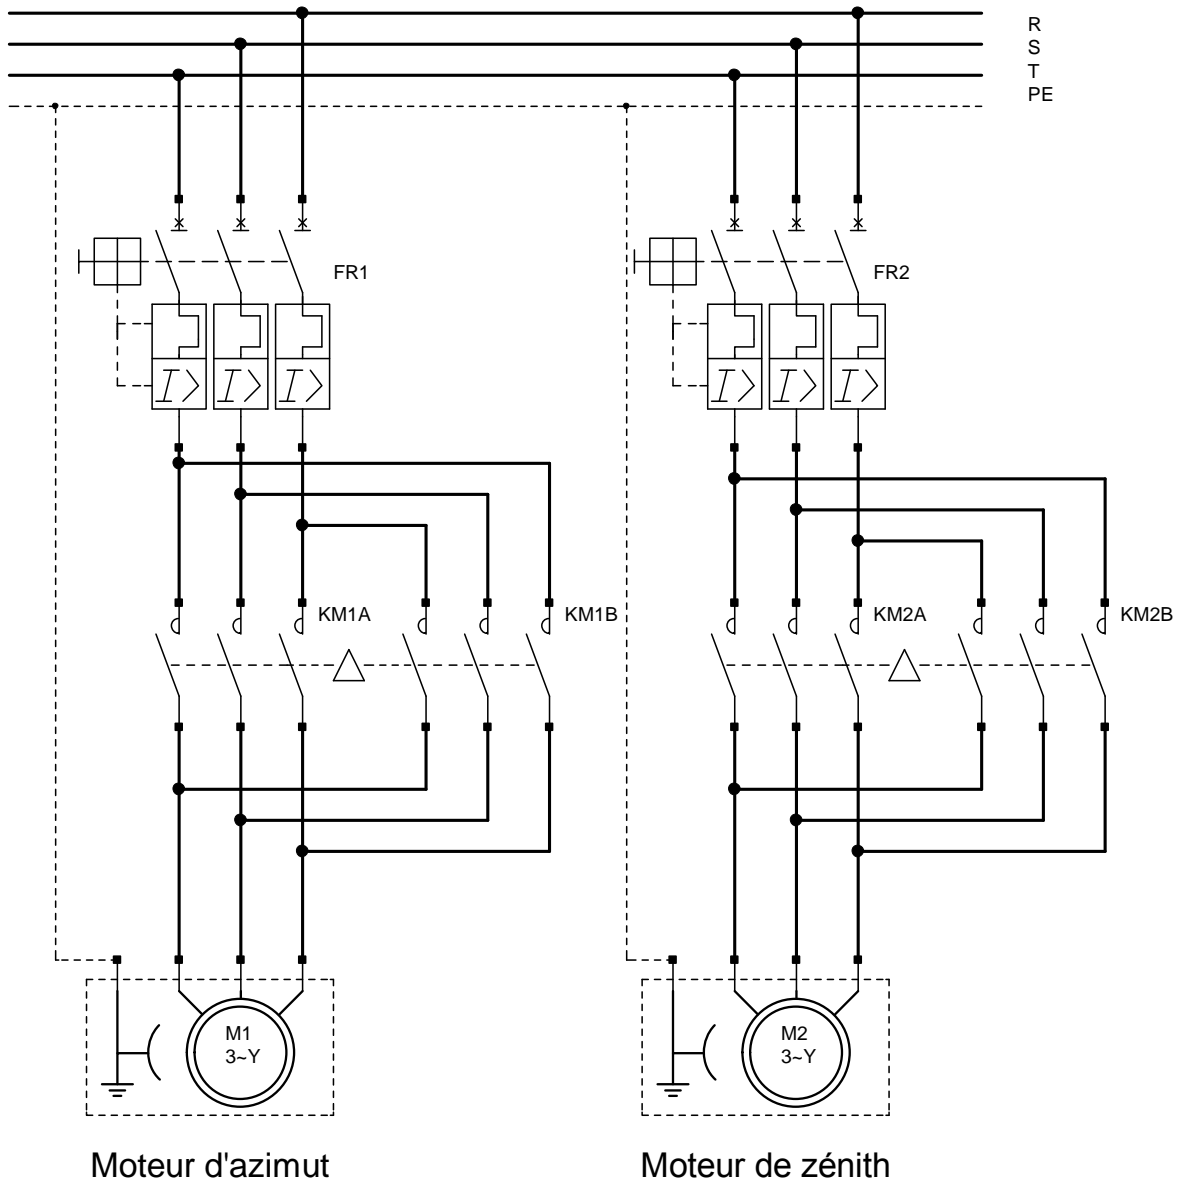 R
S
T
PE
FR1
FR2
I>
I>
I>
I>
I>
I>
KM1A
KM1B
KM2A
KM2B
M1
3~Y
M2
3~Y
Moteur d'azimut
Moteur de zénith